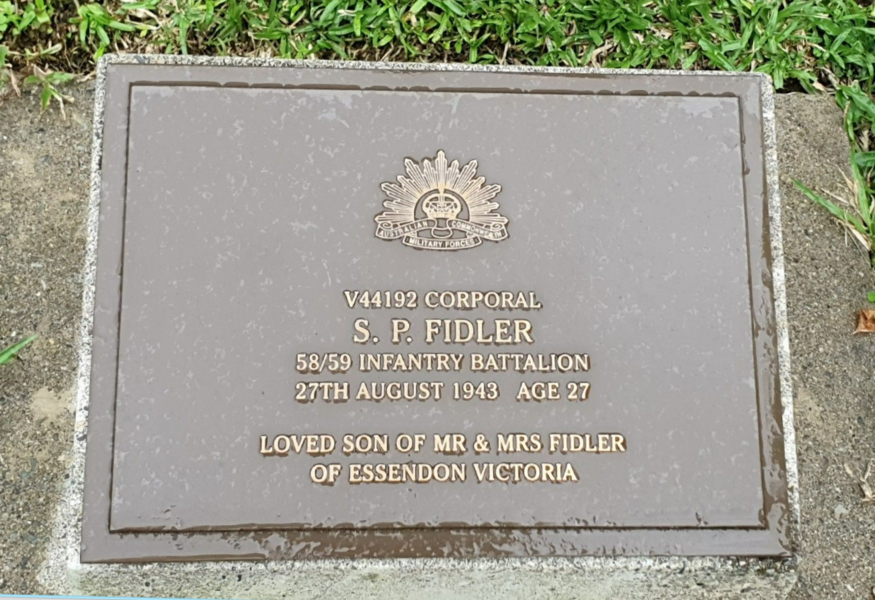 AUSTRALIAN COMMONWEALTH
MILITARY FORCES
V44192 CORPORAL
S. P. FIDLER
58/59 INFANTRY BATTALION
27TH AUGUST 1943 AGE 27
LOVED SON OF MR & MRS FIDLER
OF ESSENDON VICTORIA